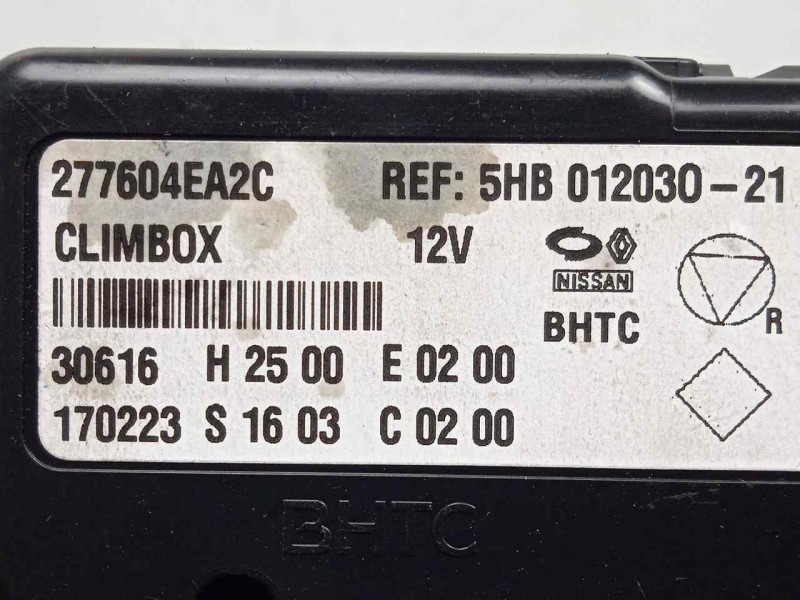 277604EA2C REF: 5HB 012030-21
CLIMBOX 12V
NISSAN
BHTC
R
30616 H 25 00 E 02 00
170223 S 16 03 C 02 00
BHTC